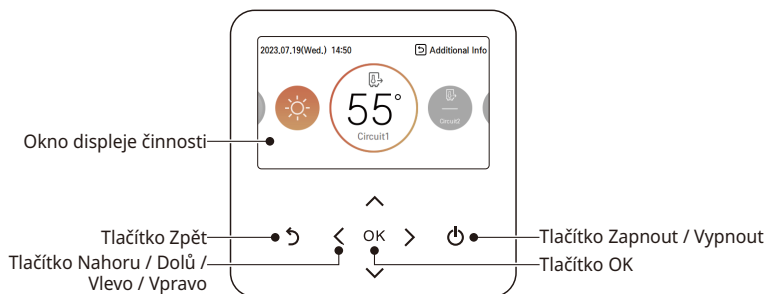 2023.07.19(Wed.) 14:50
Additional Info
55°
Circuit1
Circuit2
Okno displeje činnosti
OK
Tlačítko Zpět
Tlačítko Zapnout / Vypnout
Tlačítko Nahoru / Dolů /
Vlevo / Vpravo
Tlačítko OK